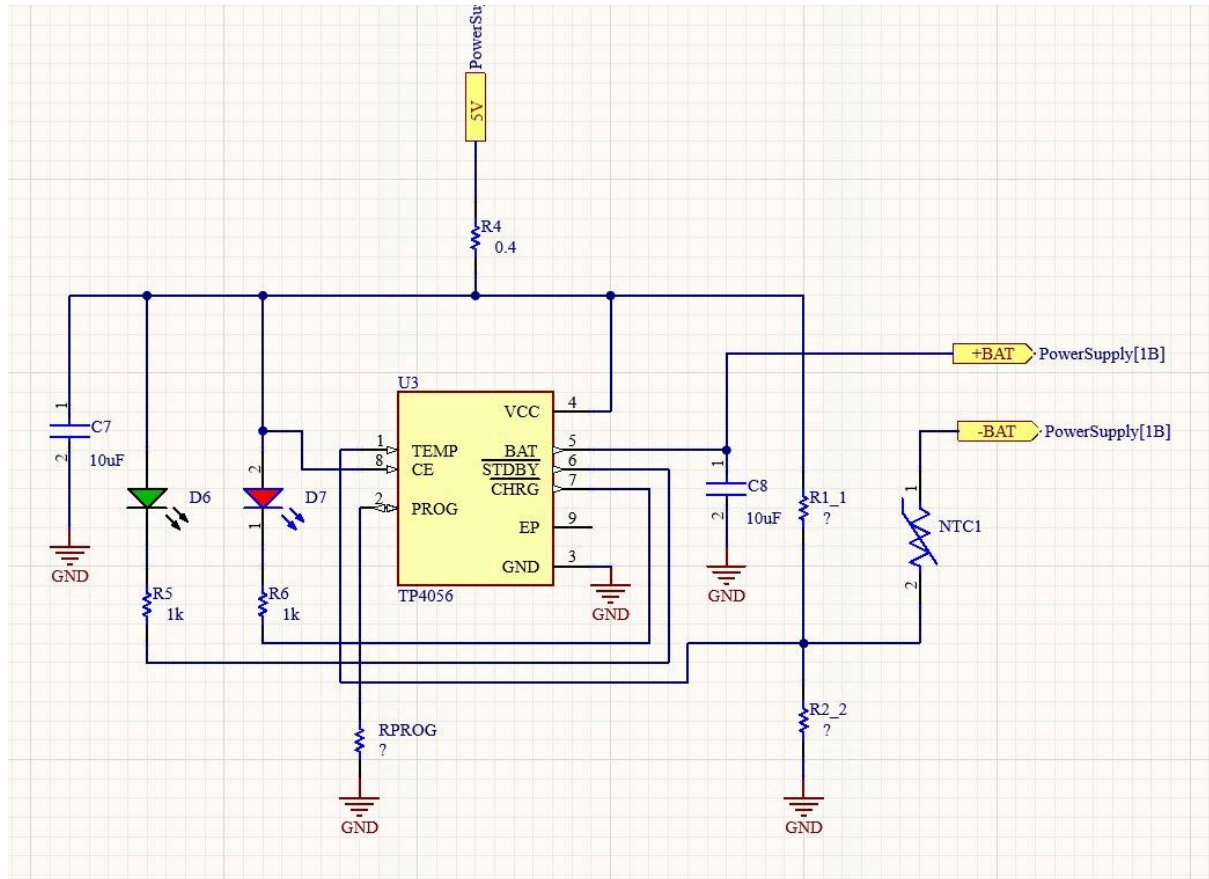 PowerSu
5V
R4
0.4
+BAT
PowerSupply[1B]
U3
1
C7
2
10uF
VCC
4
-BAT
PowerSupply[1B]
1
TEMP
BAT
5
8
CE
STDBY
6
2
D6
D7
CHRG
7
1
C8
2
10uF
R1_1
?
1
NTC1
2
2
PROG
1
EP
9
GND
3
GND
R5
1k
R6
1k
TP4056
GND
GND
R2_2
?
RPROG
?
GND
GND